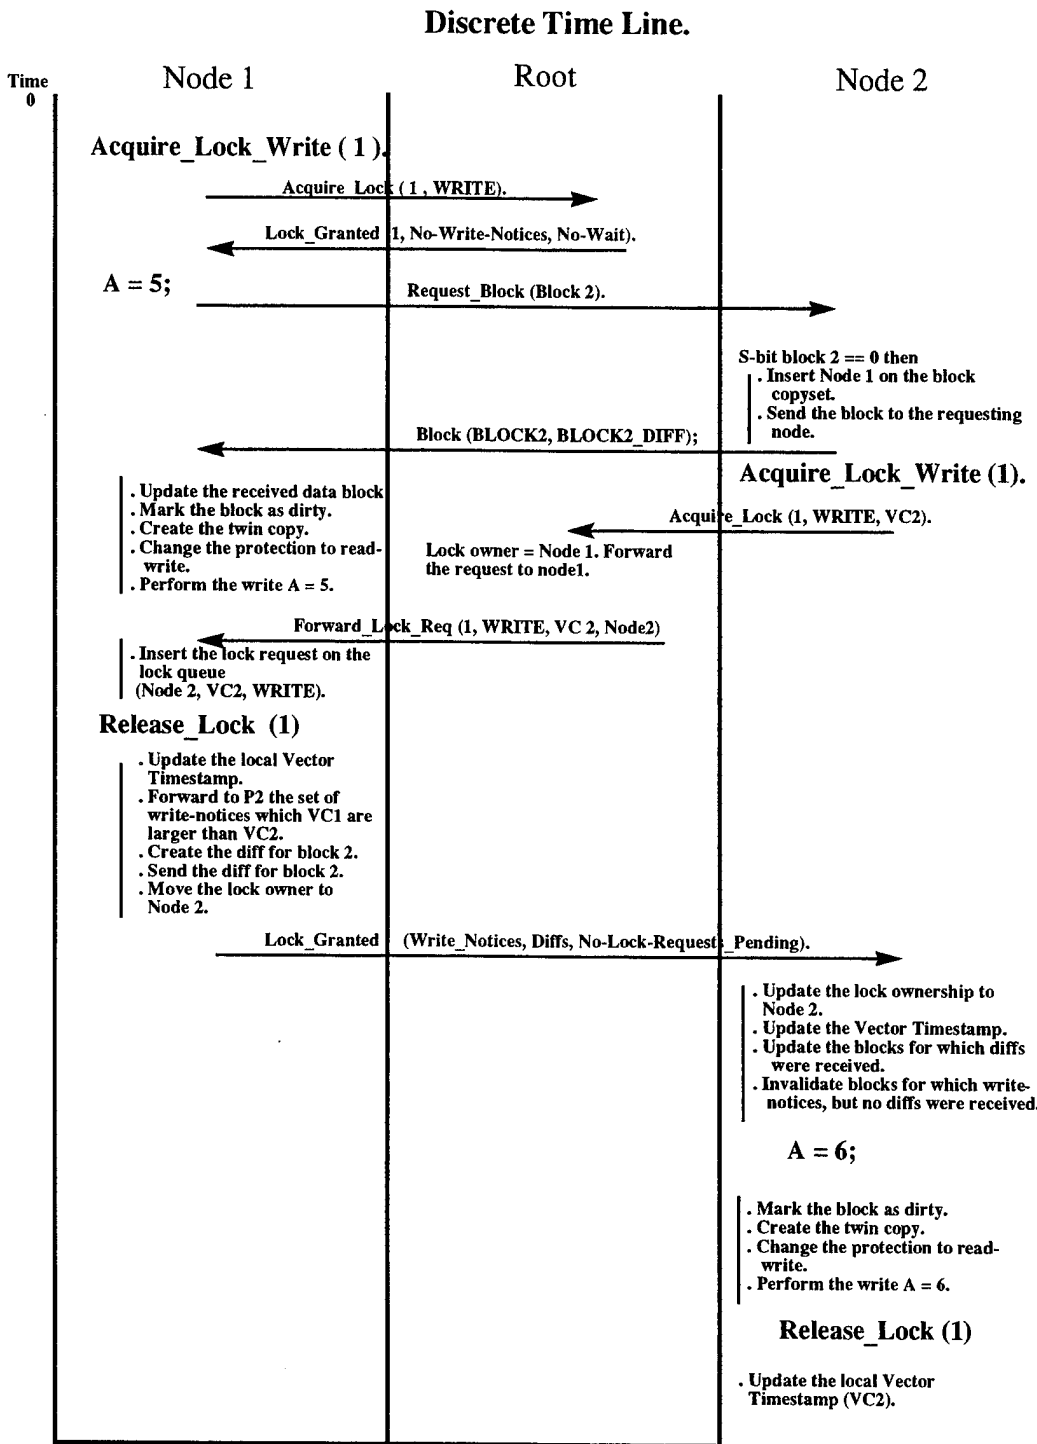 Discrete Time Line.
Time
0
Node 1
Root
Node 2
Acquire_Lock_Write ( 1 ).
Acquire_Lock ( 1 , WRITE).
Lock_Granted (1, No-Write-Notices, No-Wait).
A = 5;
Request_Block (Block 2).
S-bit block 2 == 0 then
. Insert Node 1 on the block
copyset.
. Send the block to the requesting
node.
Block (BLOCK2, BLOCK2_DIFF);
Acquire_Lock_Write (1).
. Update the received data block
. Mark the block as dirty.
. Create the twin copy.
. Change the protection to read-
write.
. Perform the write A = 5.
Acquire_Lock (1, WRITE, VC2).
Lock owner = Node 1. Forward
the request to node1.
Forward_Lock_Req (1, WRITE, VC 2, Node2)
. Insert the lock request on the
lock queue
(Node 2, VC2, WRITE).
Release_Lock (1)
. Update the local Vector
Timestamp.
. Forward to P2 the set of
write-notices which VC1 are
larger than VC2.
. Create the diff for block 2.
. Send the diff for block 2.
. Move the lock owner to
Node 2.
Lock_Granted (Write_Notices, Diffs, No-Lock-Requests_Pending).
. Update the lock ownership to
Node 2.
. Update the Vector Timestamp.
. Update the blocks for which diffs
were received.
. Invalidate blocks for which write-
notices, but no diffs were received.
A = 6;
. Mark the block as dirty.
. Create the twin copy.
. Change the protection to read-
write.
. Perform the write A = 6.
Release_Lock (1)
. Update the local Vector
Timestamp (VC2).